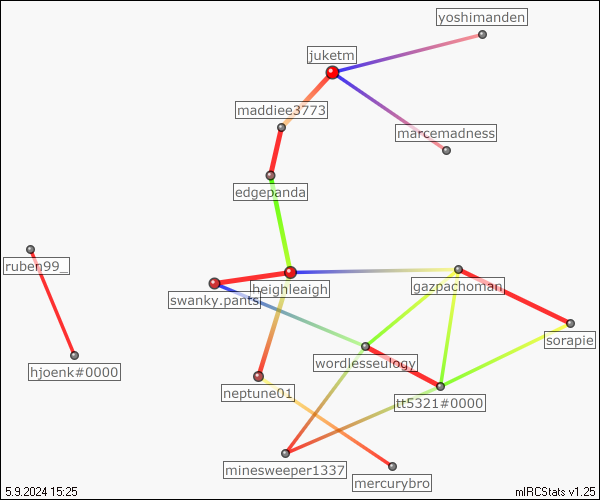 yoshimanden
juketm
maddiee3773
marcemadness
edgepanda
ruben99_
heighleaigh
gazpachoman
swanky.pants
sorapie
hjoenk#0000
wordlesseulogy
neptune01
tt5321#0000
minesweeper1337
mercurybro
5.9.2024 15:25
mIRCStats v1.25